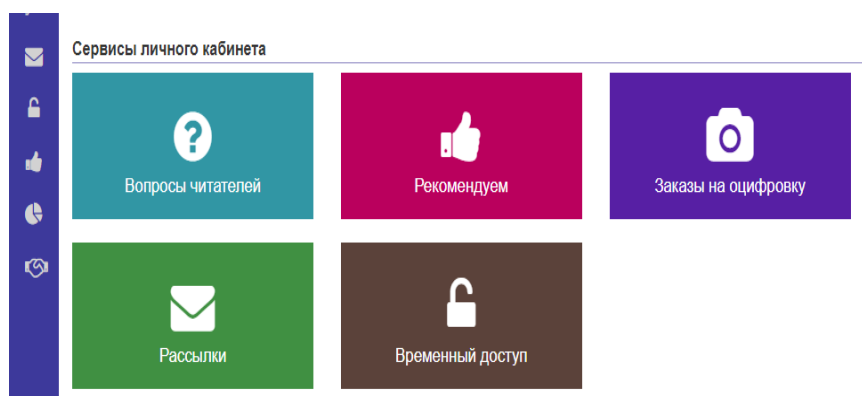 Сервисы личного кабинета
Вопросы читателей
Рекомендуем
Заказы на оцифровку
Рассылки
Временный доступ